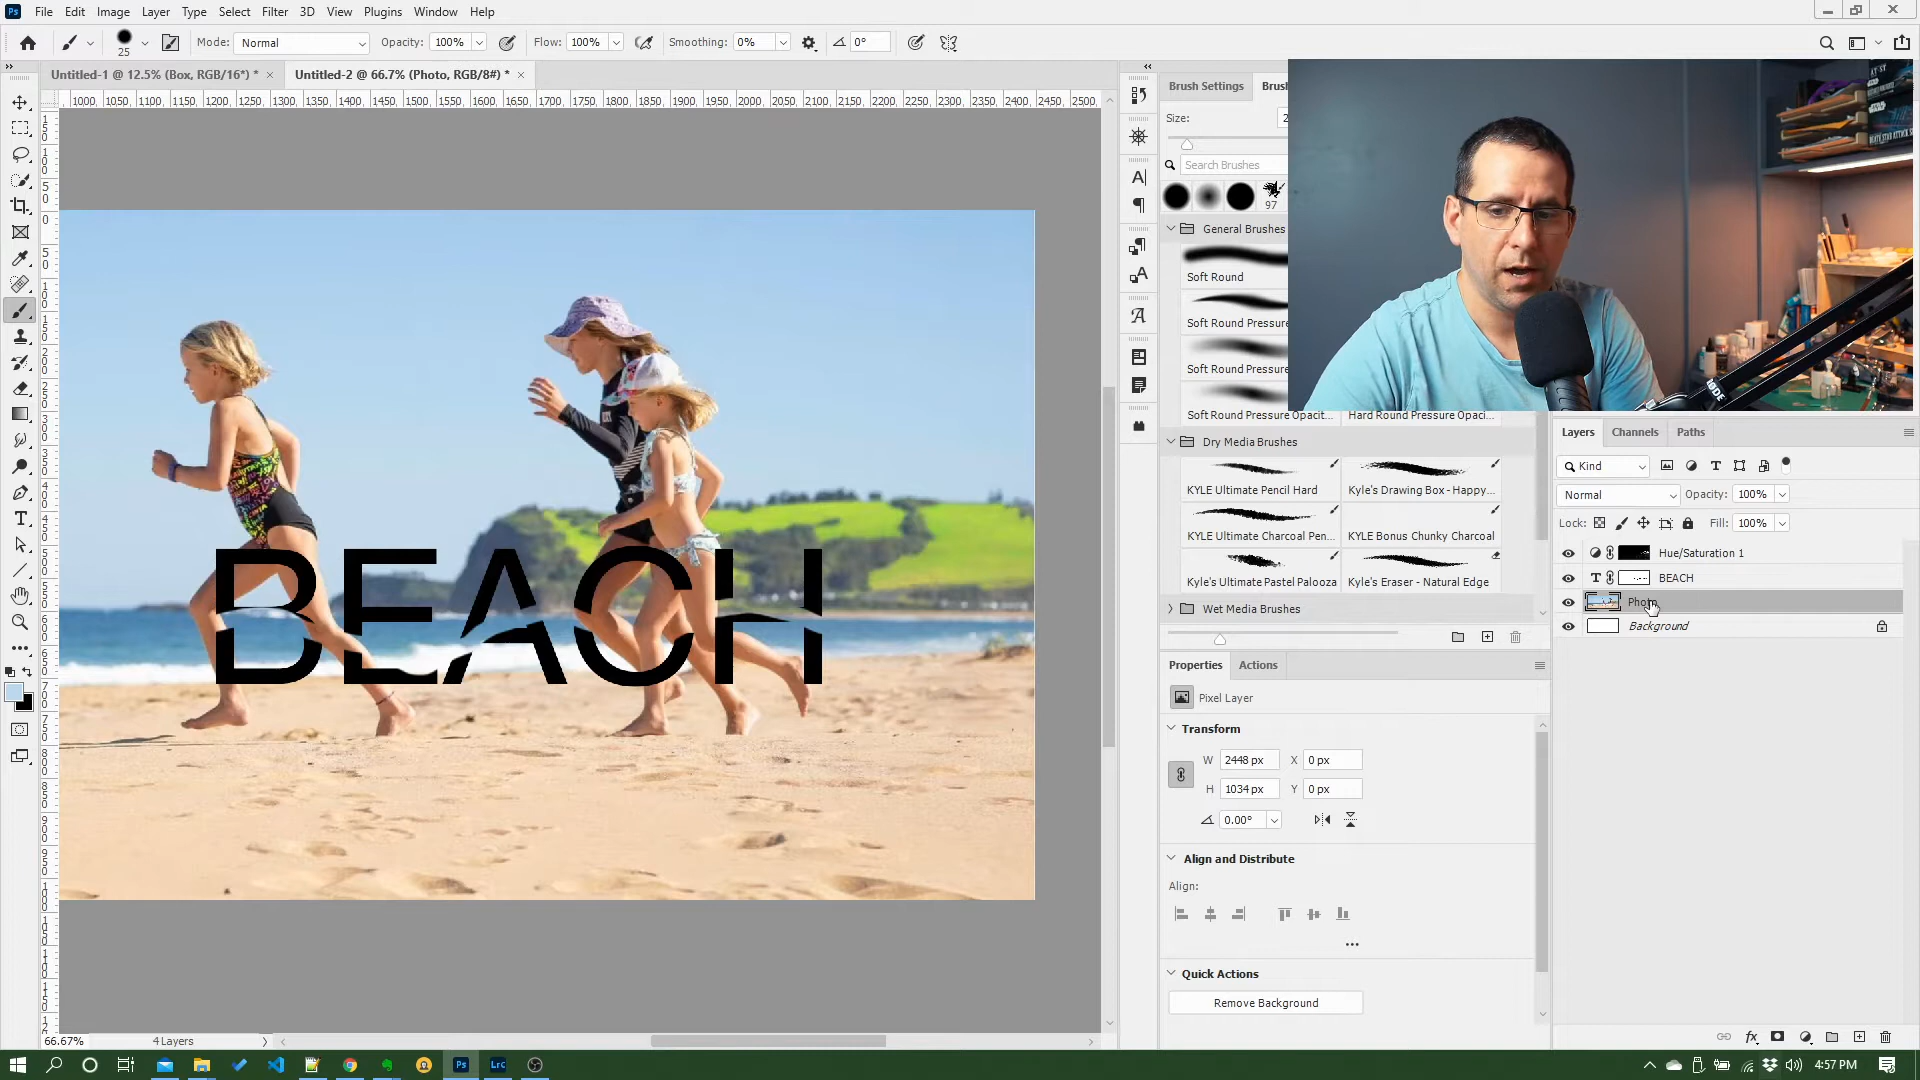 Ps File Edit Image Layer Type Select Filter 3D View Plugins Window Help
25 Mode: Normal Opacity: 100% Flow: 100% Smoothing: 0% 0°
Untitled-1 @ 12.5% (Box, RGB/16*) * × Untitled-2 @ 66.7% (Photo, RGB/8#) * ×
1000 1050 1100 1150 1200 1250 1300 1350 1400 1450 1500 1550 1600 1650 1700 1750 1800 1850 1900 1950 2000 2050 2100 2150 2200 2250 2300 2350 2400 2450 2500
Brush Settings
Size:
Search Brushes
97
General Brushes
Soft Round
Soft Round Pressure
Soft Round Pressure
Soft Round Pressure Opacit... Hard Round Pressure Opaci...
Dry Media Brushes
KYLE Ultimate Pencil Hard Kyle's Drawing Box - Happy...
KYLE Ultimate Charcoal Pen... KYLE Bonus Chunky Charcoal
Kyle's Ultimate Pastel Palooza Kyle's Eraser - Natural Edge
Wet Media Brushes
BEACH
RØDE
Properties Actions
Pixel Layer
Transform
W 2448 px X 0 px
H 1034 px Y 0 px
0.00°
Align and Distribute
Align:
Quick Actions
Remove Background
Layers Channels Paths
Kind
Normal Opacity: 100%
Lock: Fill: 100%
Hue/Saturation 1
BEACH
Photo
Background
66.67% 4 Layers
Ps Lrc 4:57 PM